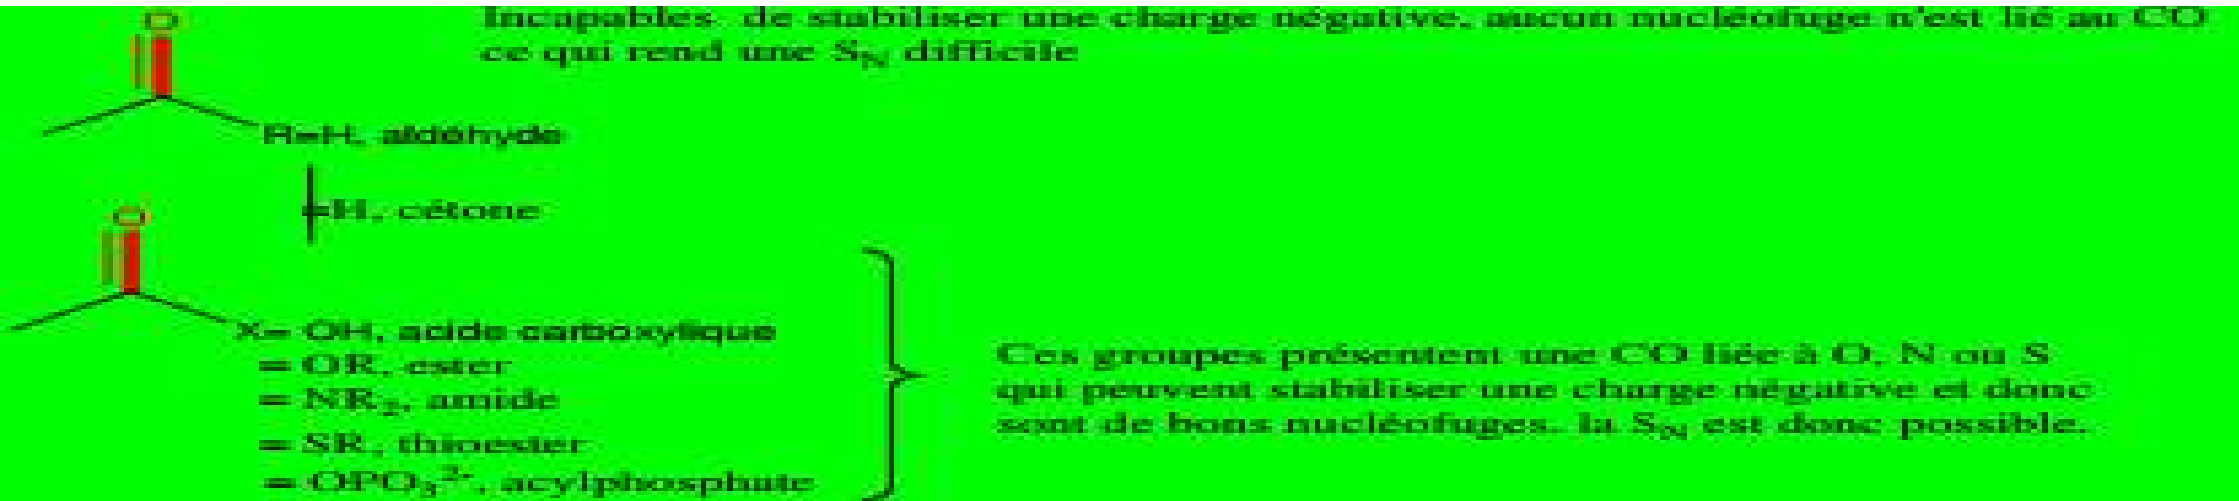 O
Incapables de stabiliser une charge négative, aucun nucléofuge n'est lié au CO
ce qui rend une S_N difficile
R=H, aldéhyde
≠H, cétone
O
X= OH, acide carboxylique
= OR, ester
= NR₂, amide
= SR, thioester
= OPO₃²⁻, acylphosphate
Ces groupes présentent une CO liée à O, N ou S
qui peuvent stabiliser une charge négative et donc
sont de bons nucléofuges. la S_N est donc possible.